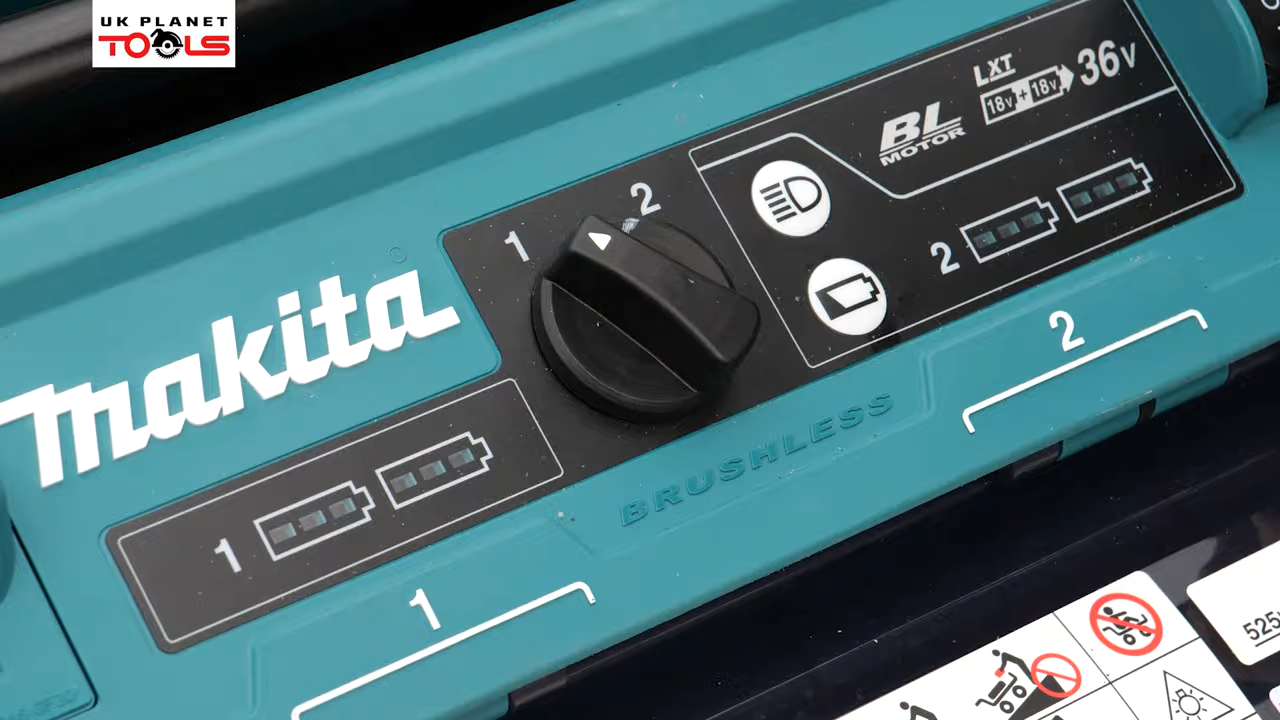 UK PLANET
TOOLS
LXT
18V+18V 36V
BL
MOTOR
2
1
2
makita
2
BRUSHLESS
1
1
525